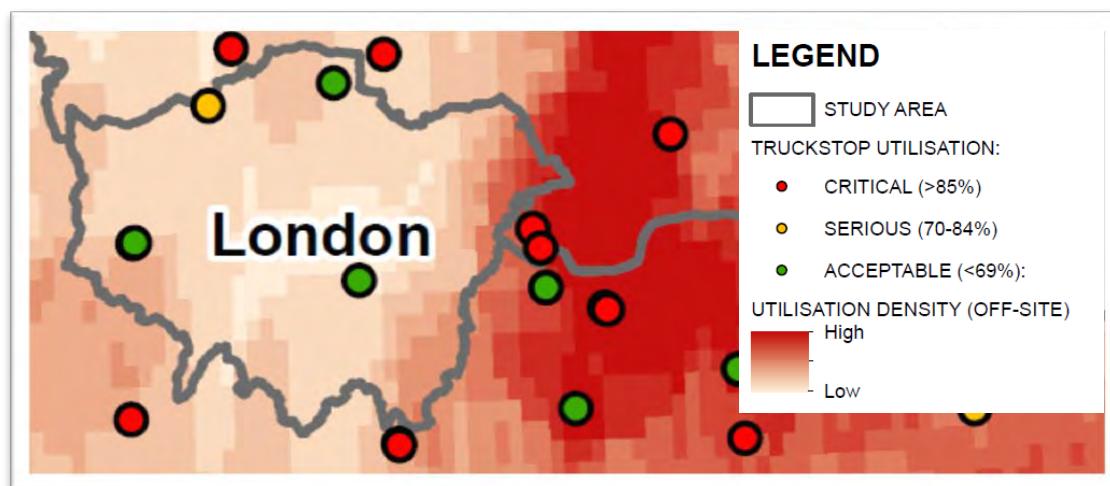 London
LEGEND
STUDY AREA
TRUCKSTOP UTILISATION:
CRITICAL (>85%)
SERIOUS (70-84%)
ACCEPTABLE (<69%):
UTILISATION DENSITY (OFF-SITE)
High
Low